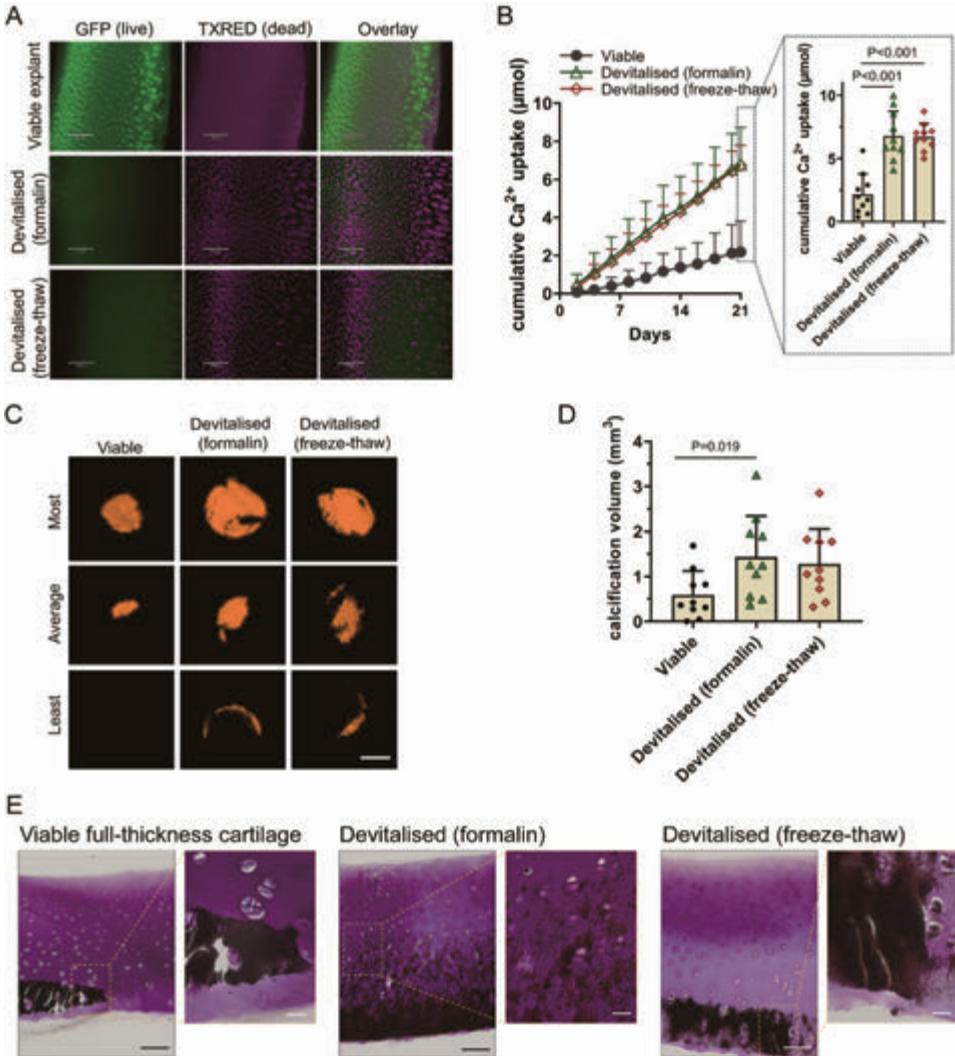 A
GFP (live)
TXRED (dead)
Overlay
Viable explant
Devitalised
(formalin)
Devitalised
(freeze-thaw)
B
Viable
Devitalised (formalin)
Devitalised (freeze-thaw)
cumulative Ca²⁺ uptake (μmol)
10
8
6
4
2
0
0
7
14
21
Days
P<0.001
P<0.001
cumulative Ca²⁺ uptake (μmol)
10
5
0
Viable
Devitalised (formalin)
Devitalised (freeze-thaw)
C
Viable
Devitalised
(formalin)
Devitalised
(freeze-thaw)
Most
Average
Least
D
P=0.019
calcification volume (mm³)
4
3
2
1
0
Viable
Devitalised (formalin)
Devitalised (freeze-thaw)
E
Viable full-thickness cartilage
Devitalised (formalin)
Devitalised (freeze-thaw)